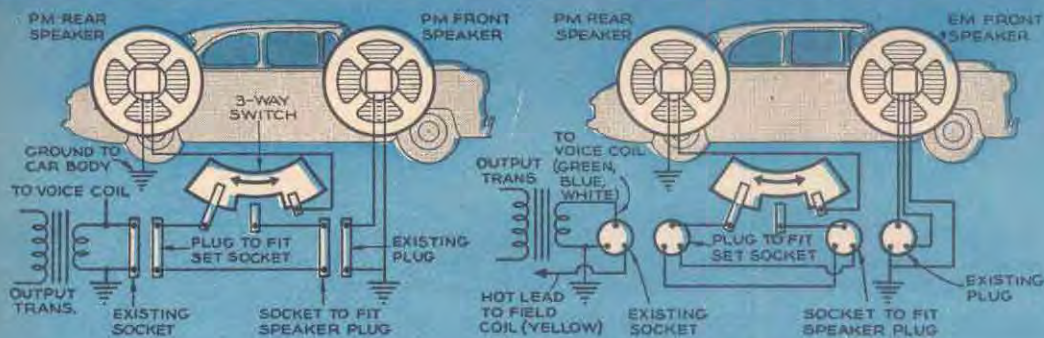 PM REAR
SPEAKER
PM FRONT
SPEAKER
3-WAY
SWITCH
GROUND TO
CAR BODY
TO VOICE COIL
PLUG TO FIT
SET SOCKET
EXISTING
PLUG
OUTPUT
TRANS.
EXISTING
SOCKET
SOCKET TO FIT
SPEAKER PLUG
PM REAR
SPEAKER
EM FRONT
SPEAKER
TO
VOICE COIL
(GREEN,
BLUE,
WHITE)
OUTPUT
TRANS
PLUG TO FIT
SET SOCKET
HOT LEAD
TO FIELD
COIL (YELLOW)
EXISTING
SOCKET
SOCKET TO FIT
SPEAKER PLUG
EXISTING
PLUG